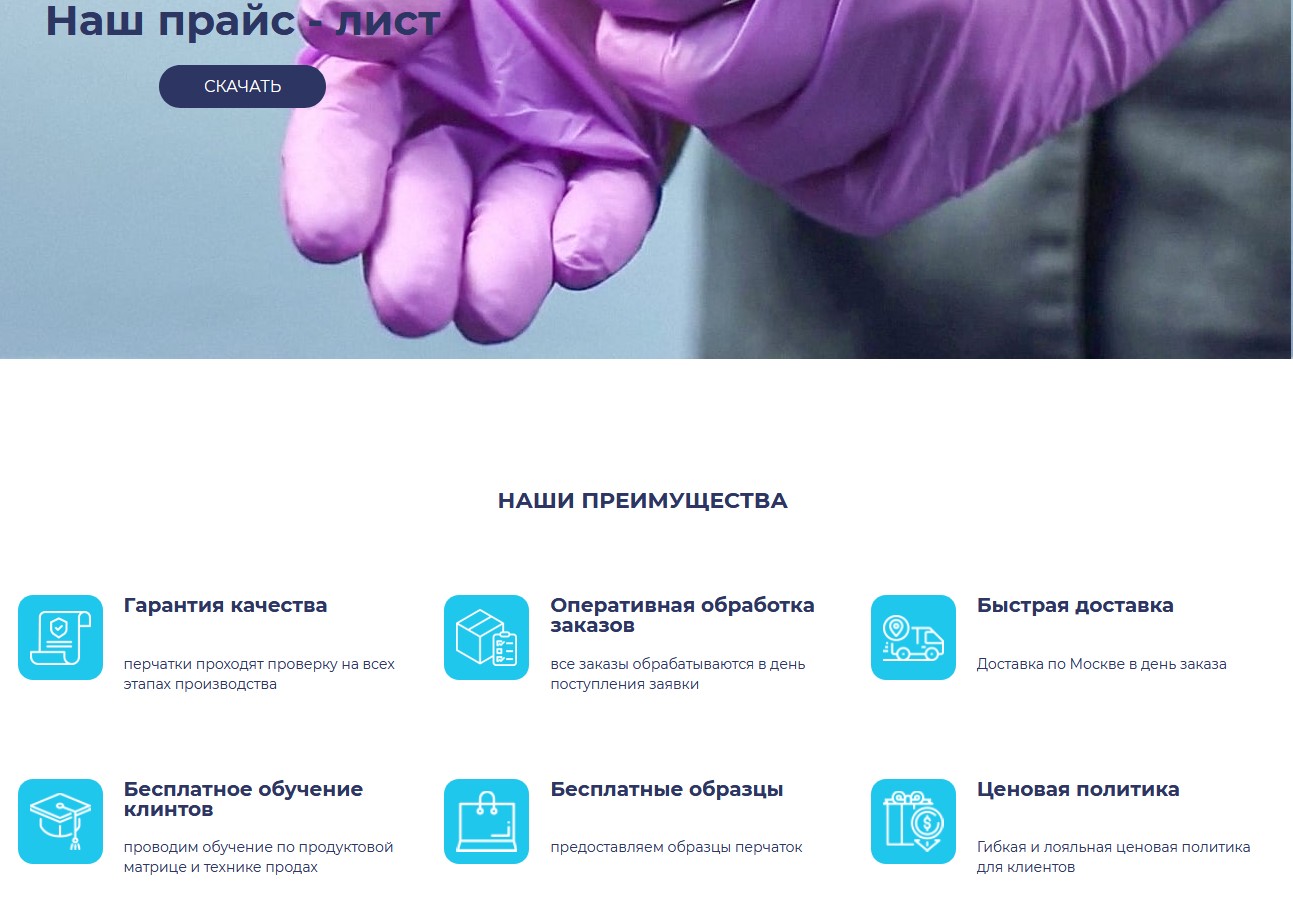 Наш прайс - лист
СКАЧАТЬ
НАШИ ПРЕИМУЩЕСТВА
Гарантия качества
перчатки проходят проверку на всех
этапах производства
Оперативная обработка
заказов
все заказы обрабатываются в день
поступления заявки
Быстрая доставка
Доставка по Москве в день заказа
Бесплатное обучение
клинтов
проводим обучение по продуктовой
матрице и технике продах
Бесплатные образцы
предоставляем образцы перчаток
Ценовая политика
Гибкая и лояльная ценовая политика
для клиентов